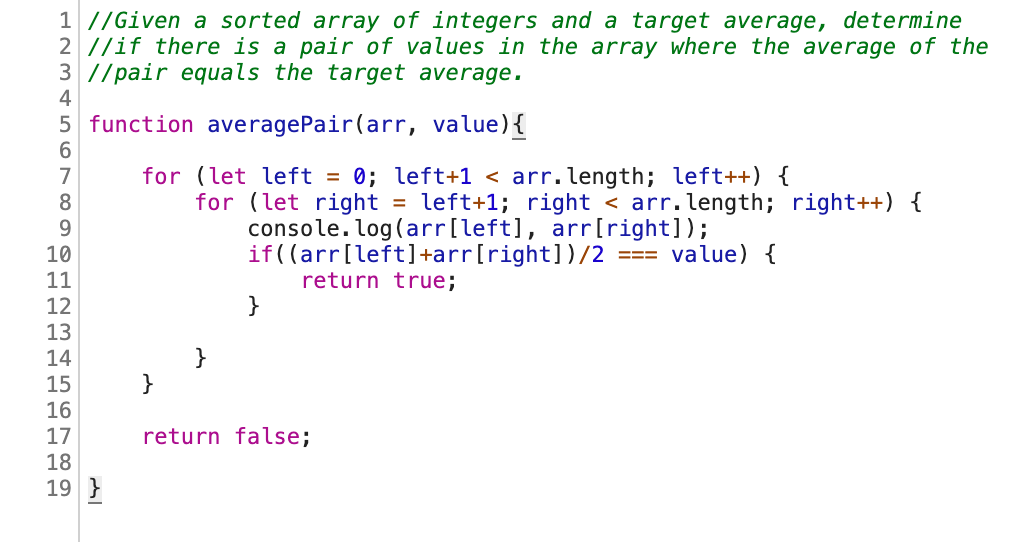 1 //Given a sorted array of integers and a target average, determine
2 //if there is a pair of values in the array where the average of the
3 //pair equals the target average.
4
5 function averagePair(arr, value){
6
7     for (let left = 0; left+1 < arr.length; left++) {
8         for (let right = left+1; right < arr.length; right++) {
9             console.log(arr[left], arr[right]);
10             if((arr[left]+arr[right])/2 === value) {
11                 return true;
12             }
13
14         }
15     }
16
17     return false;
18
19 }